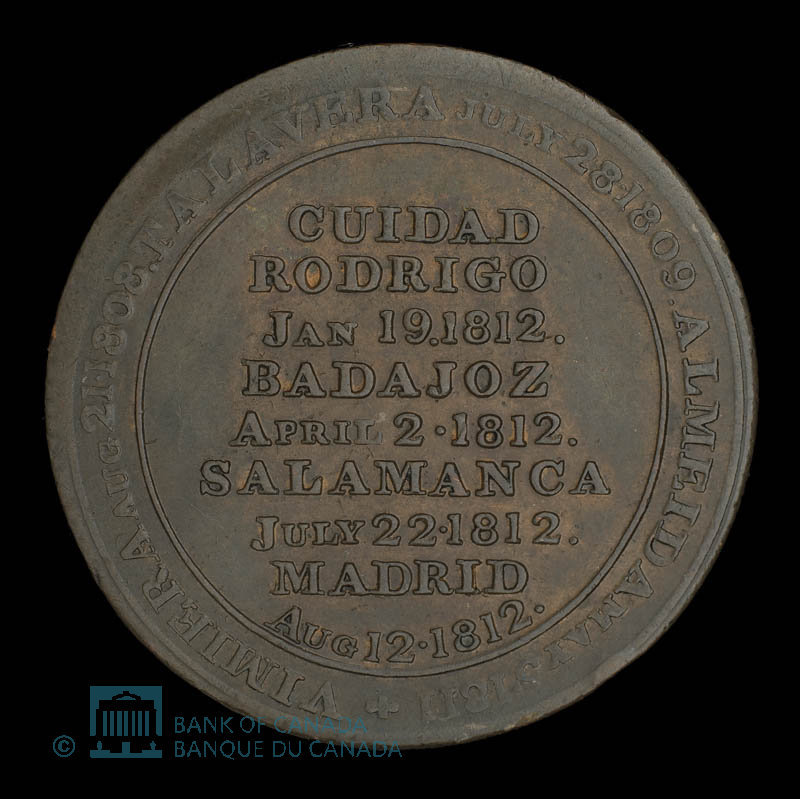 VIMIERA AUG 21 1808. TALAVERA JULY 28·1809. ALMEIDA MAY 5 1811 +
CUIDAD
RODRIGO
JAN 19.1812.
BADAJOZ
APRIL 2·1812.
SALAMANCA
JULY 22·1812.
MADRID
AUG 12·1812.
© BANK OF CANADA
BANQUE DU CANADA